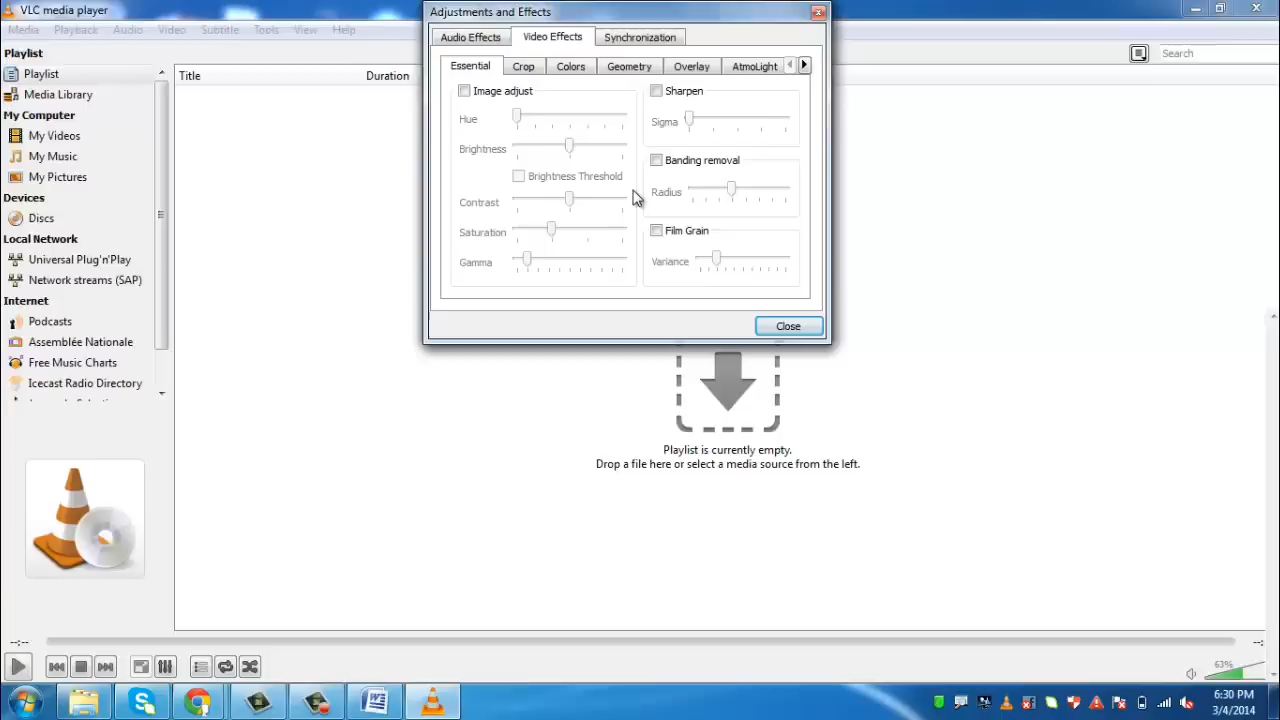 VLC media player
Media Playback Audio Video Subtitle Tools View Help
Playlist
Playlist
Media Library
My Computer
My Videos
My Music
My Pictures
Devices
Discs
Local Network
Universal Plug'n'Play
Network streams (SAP)
Internet
Podcasts
Assemblée Nationale
Free Music Charts
Icecast Radio Directory
Title Duration
Search
Adjustments and Effects
Audio Effects Video Effects Synchronization
Essential Crop Colors Geometry Overlay AtmoLight
Image adjust
Hue
Brightness
Brightness Threshold
Contrast
Saturation
Gamma
Sharpen
Sigma
Banding removal
Radius
Film Grain
Variance
Close
Playlist is currently empty.
Drop a file here or select a media source from the left.
--:-- --:
63%
6:30 PM
3/4/2014